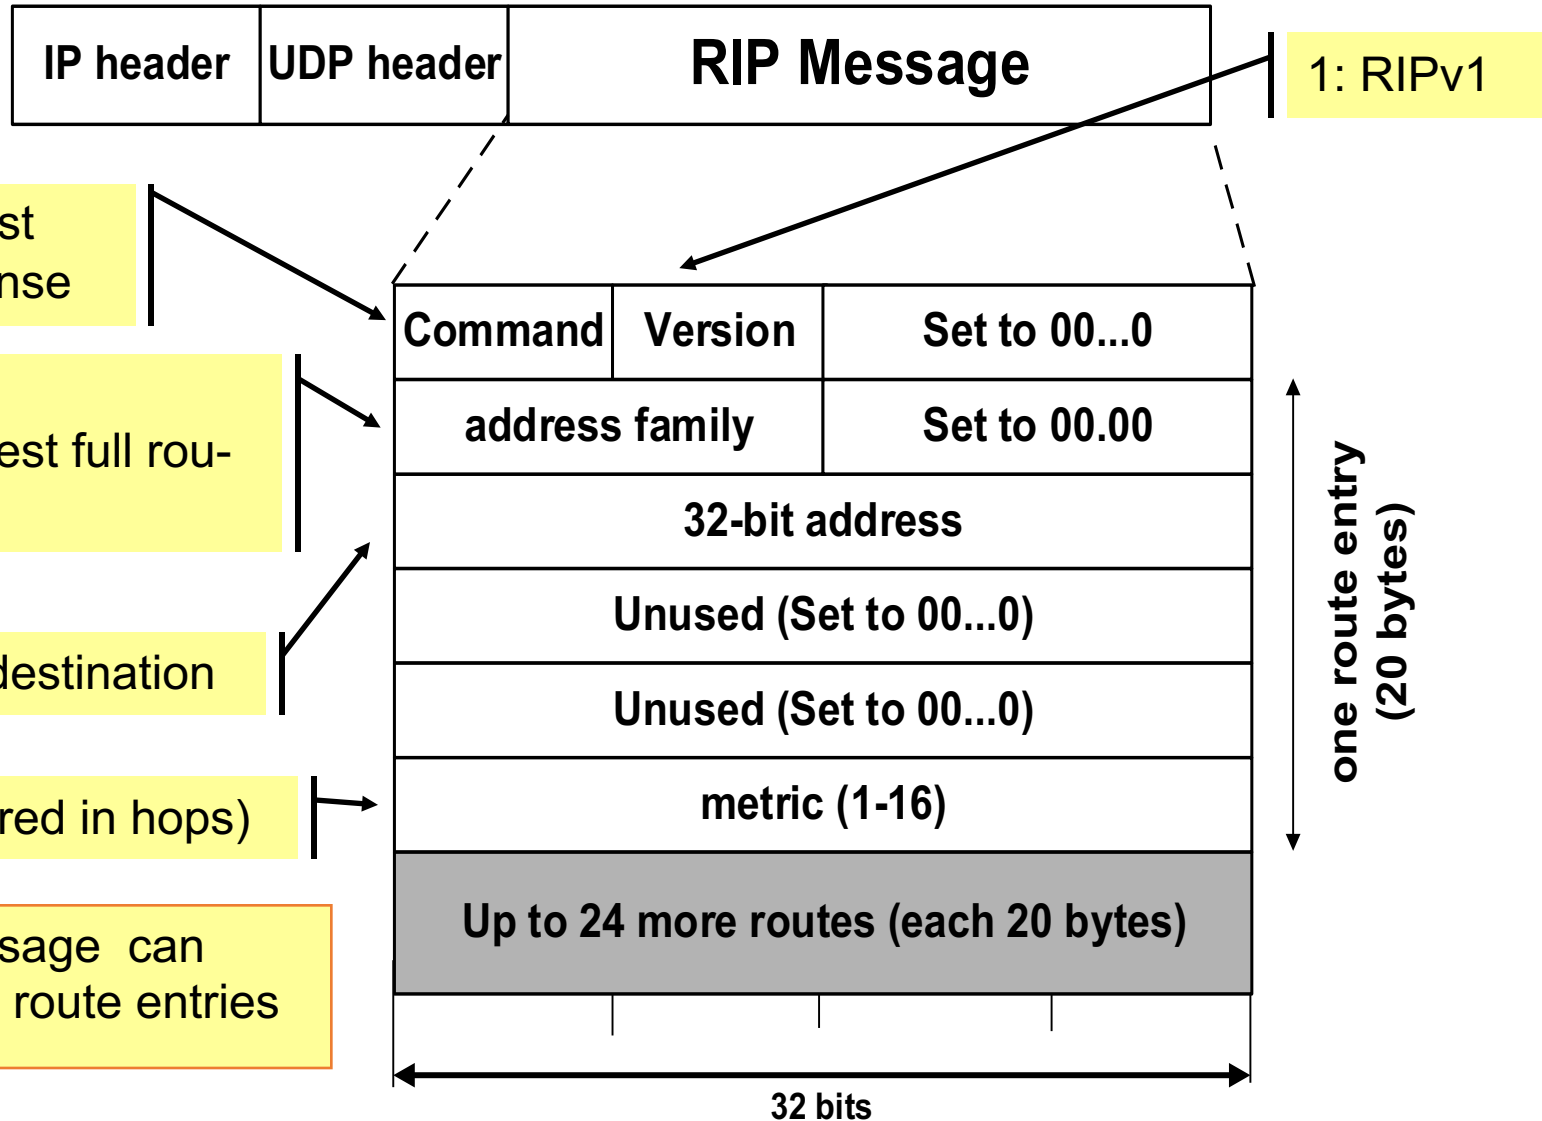 IP header UDP header RIP Message
1: RIPv1
nse
Command Version Set to 00...0
address family Set to 00.00
est full rou-
32-bit address
Unused (Set to 00...0)
destination
Unused (Set to 00...0)
metric (1-16)
red in hops)
one route entry
(20 bytes)
Up to 24 more routes (each 20 bytes)
sage can
route entries
32 bits